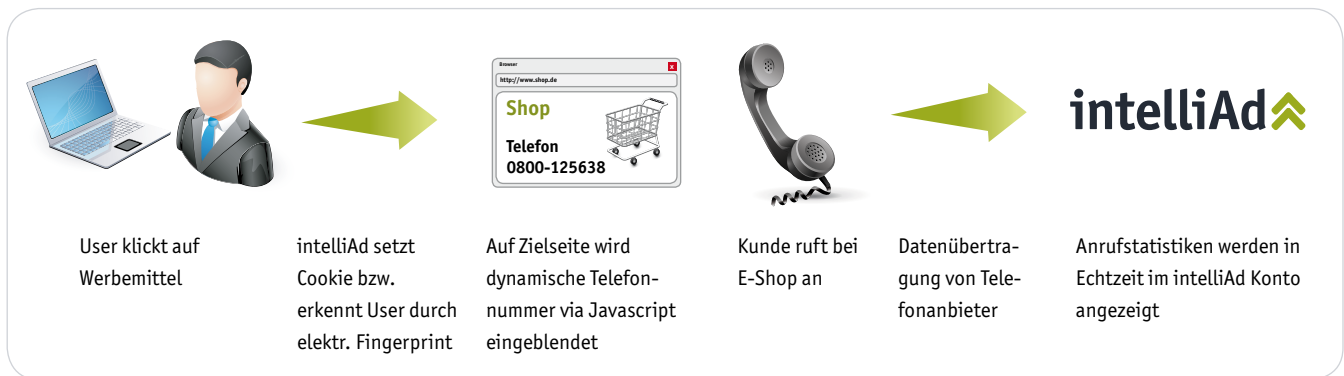 Browser
x
http://www.shop.de
Shop
Telefon
0800-125638
intelliAd
User klickt auf
Werbemittel
intelliAd setzt
Cookie bzw.
erkennt User durch
elektr. Fingerprint
Auf Zielseite wird
dynamische Telefon-
nummer via Javascript
eingeblendet
Kunde ruft bei
E-Shop an
Datenübertra-
gung von Tele-
fonanbieter
Anrufstatistiken werden in
Echtzeit im intelliAd Konto
angezeigt